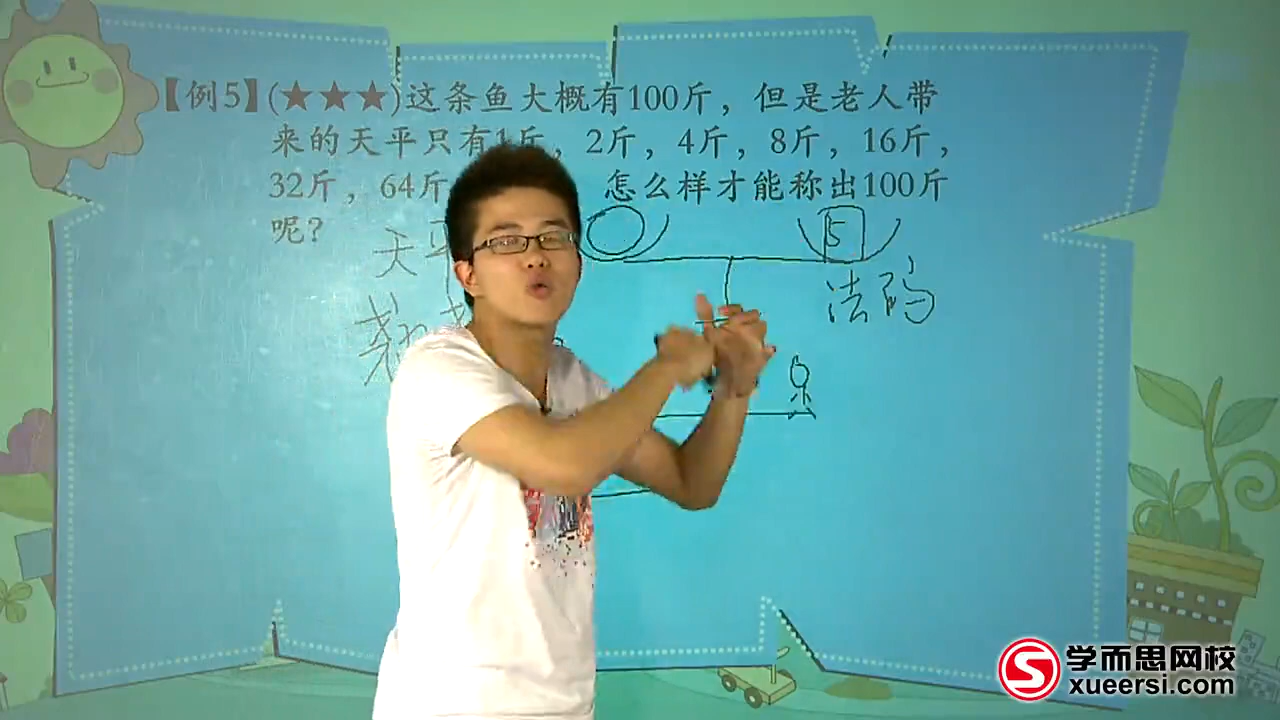 【例5】(★★★)这条鱼大概有100斤，但是老人带
来的天平只有1斤，2斤，4斤，8斤，16斤，
32斤，64斤 怎么样才能称出100斤
呢？
天平
5
法码
学而思网校
xueersi.com